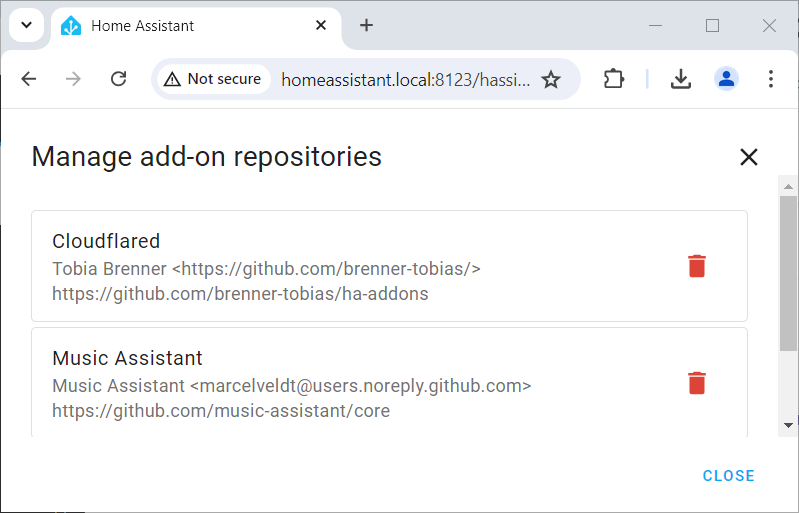 Home Assistant
Not secure
homeassistant.local:8123/hassi...
Manage add-on repositories
Cloudflared
Tobia Brenner <https://github.com/brenner-tobias/>
https://github.com/brenner-tobias/ha-addons
Music Assistant
Music Assistant <marcelveldt@users.noreply.github.com>
https://github.com/music-assistant/core
CLOSE